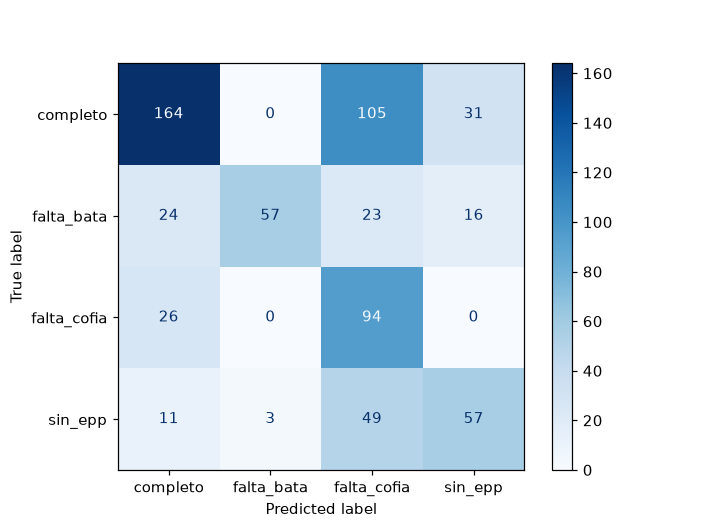 completo 164 0 105 31
falta_bata 24 57 23 16
falta_cofia 26 0 94 0
sin_epp 11 3 49 57
completo falta_bata falta_cofia sin_epp
Predicted label
True label
160
140
120
100
80
60
40
20
0